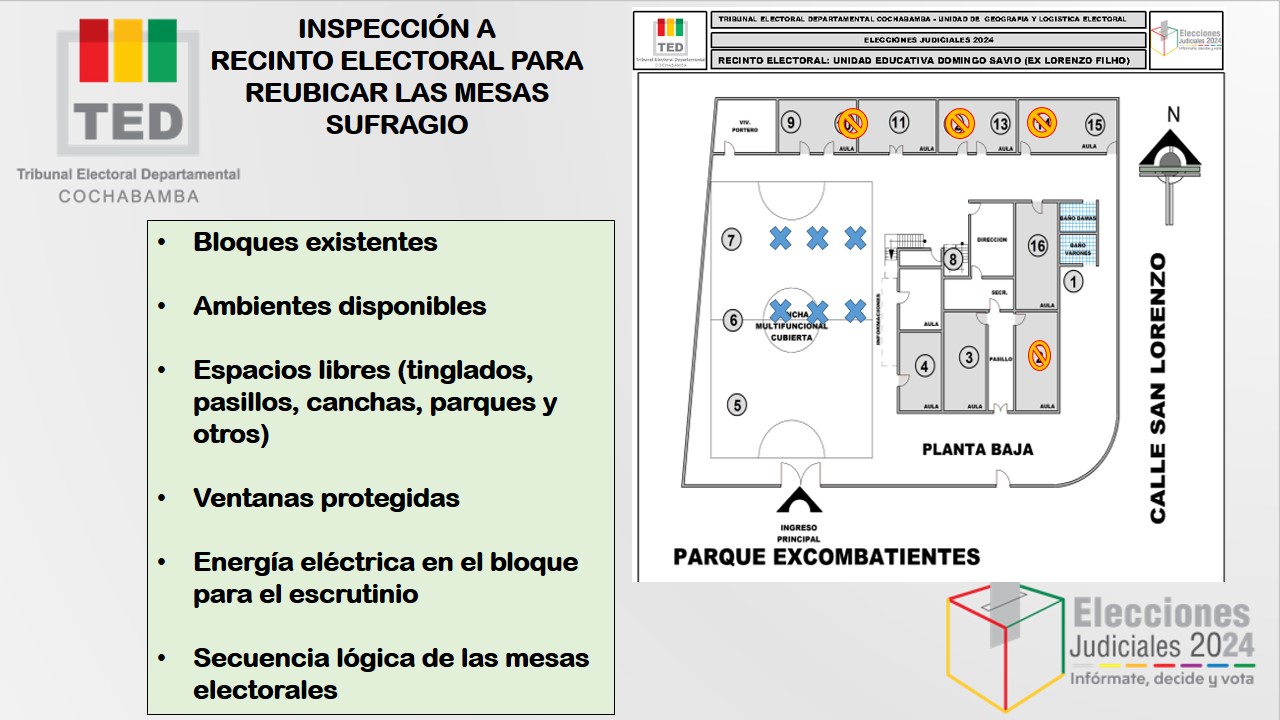 TED
Tribunal Electoral Departamental
COCHABAMBA
INSPECCIÓN A
RECINTO ELECTORAL PARA
REUBICAR LAS MESAS
SUFRAGIO
• Bloques existentes
• Ambientes disponibles
• Espacios libres (tinglados,
pasillos, canchas, parques y
otros)
• Ventanas protegidas
• Energía eléctrica en el bloque
para el escrutinio
• Secuencia lógica de las mesas
electorales
TED
Tribunal Electoral Departamental
COCHABAMBA
TRIBUNAL ELECTORAL DEPARTAMENTAL COCHABAMBA - UNIDAD DE GEOGRAFIA Y LOGISTICA ELECTORAL
ELECCIONES JUDICIALES 2024
RECINTO ELECTORAL: UNIDAD EDUCATIVA DOMINGO SAVIO (EX LORENZO FILHO)
Elecciones
Judiciales 2024
Infórmate, decide y vota
N
VIV.
PORTERO
9
AULA
11
AULA
13
AULA
15
AULA
7
6
5
MULTIFUNCIONAL
CUBIERTA
INFORMACIONES
8
DIRECCION
16
AULA
BAÑO DAMAS
BAÑO
VARONES
1
SECR.
AULA
4
AULA
3
AULA
PASILLO
AULA
PLANTA BAJA
CALLE SAN LORENZO
INGRESO
PRINCIPAL
PARQUE EXCOMBATIENTES
Elecciones
Judiciales 2024
Infórmate, decide y vota